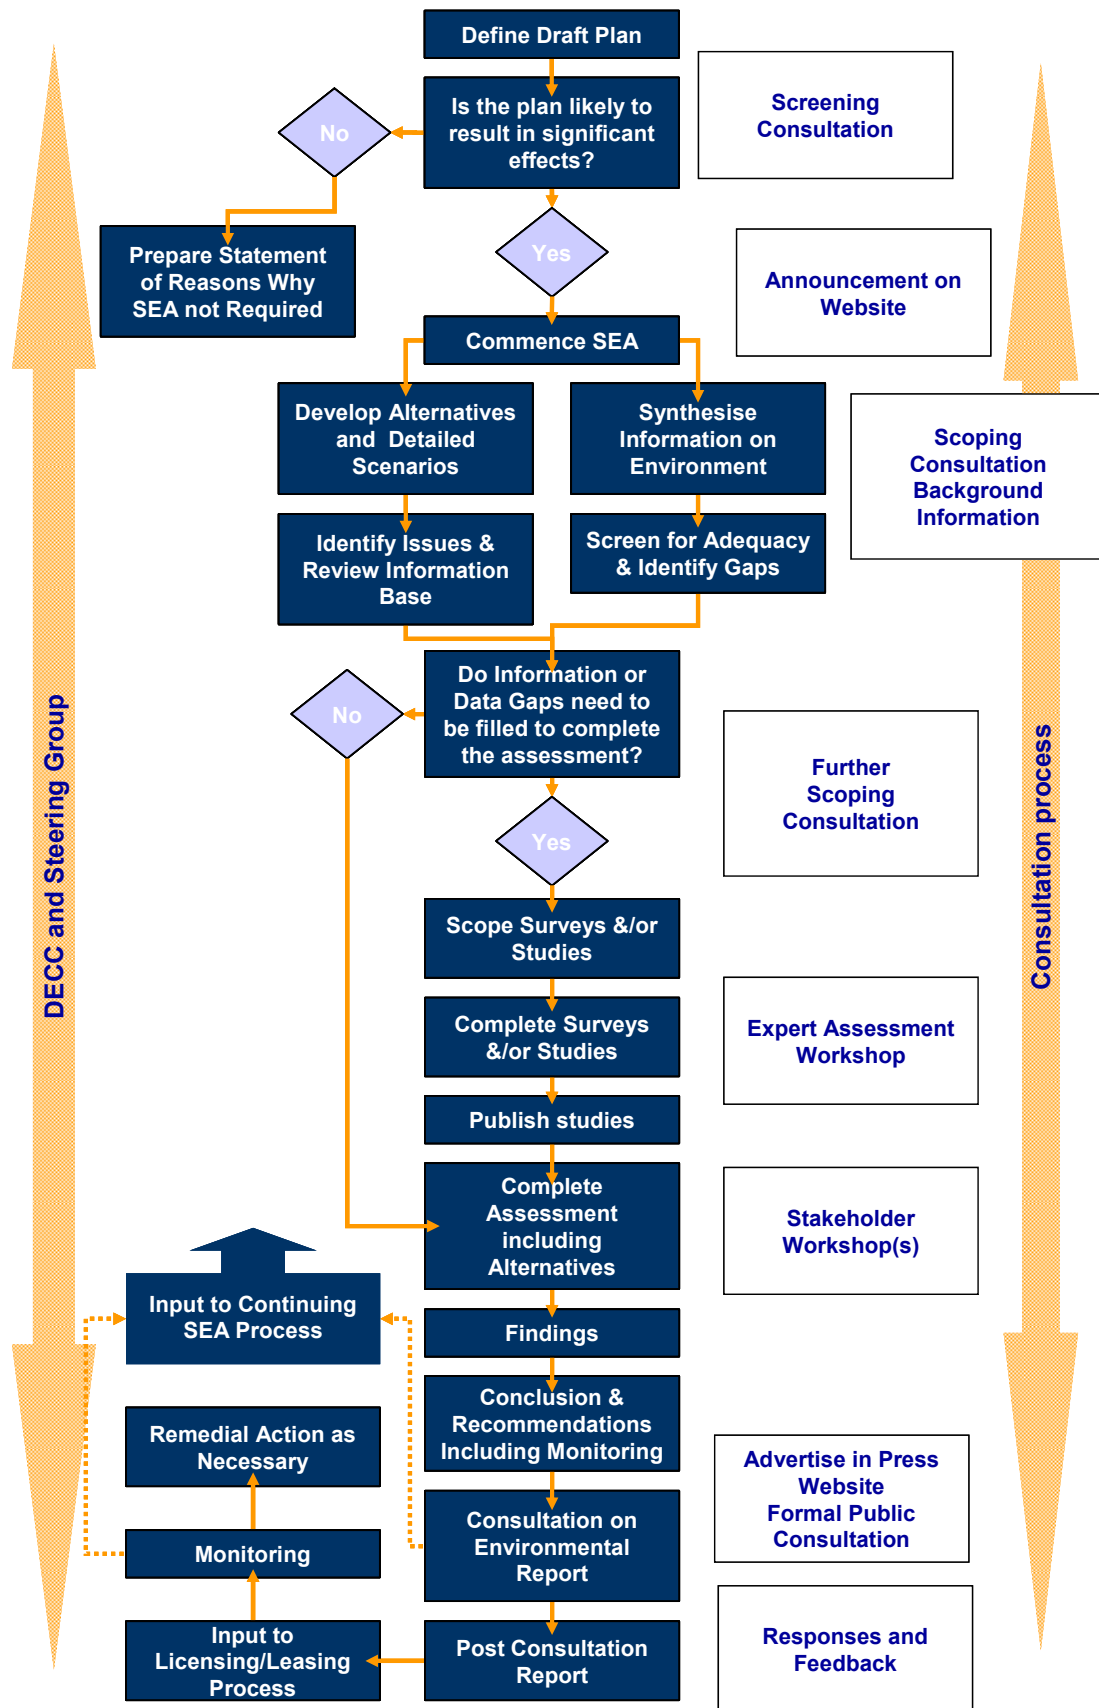 Define Draft Plan
Is the plan likely to
result in significant
effects?
No
Screening
Consultation
Yes
Prepare Statement
of Reasons Why
SEA not Required
Announcement on
Website
Commence SEA
Develop Alternatives
and Detailed
Scenarios
Synthesise
Information on
Environment
Scoping
Consultation
Background
Information
Identify Issues &
Review Information
Base
Screen for Adequacy
& Identify Gaps
Do Information or
Data Gaps need to
be filled to complete
the assessment?
No
Further
Scoping
Consultation
Yes
DECC and Steering Group
Consultation process
Scope Surveys &/or
Studies
Complete Surveys
&/or Studies
Expert Assessment
Workshop
Publish studies
Complete
Assessment
including
Alternatives
Stakeholder
Workshop(s)
Input to Continuing
SEA Process
Findings
Conclusion &
Recommendations
Including Monitoring
Remedial Action as
Necessary
Advertise in Press
Website
Formal Public
Consultation
Consultation on
Environmental
Report
Monitoring
Input to
Licensing/Leasing
Process
Post Consultation
Report
Responses and
Feedback